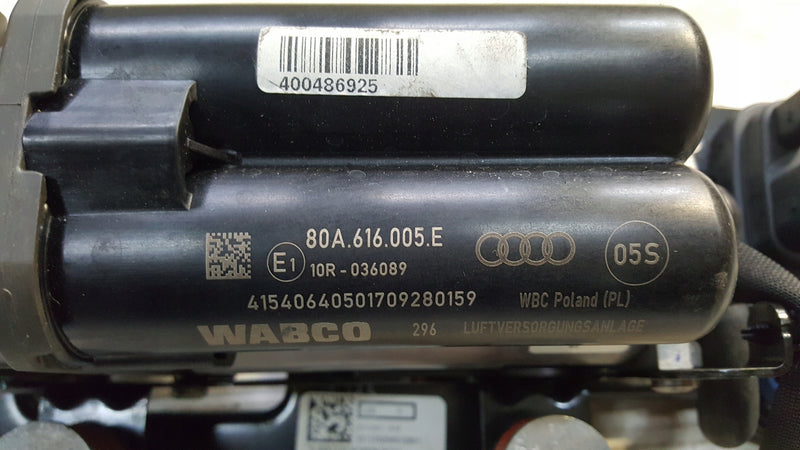 400486925
80A.616.005.E
E1 10R-036089
05S
41540640501709280159
WBC Poland (PL)
WABCO 296 LUFTVERSORGUNGSANLAGE